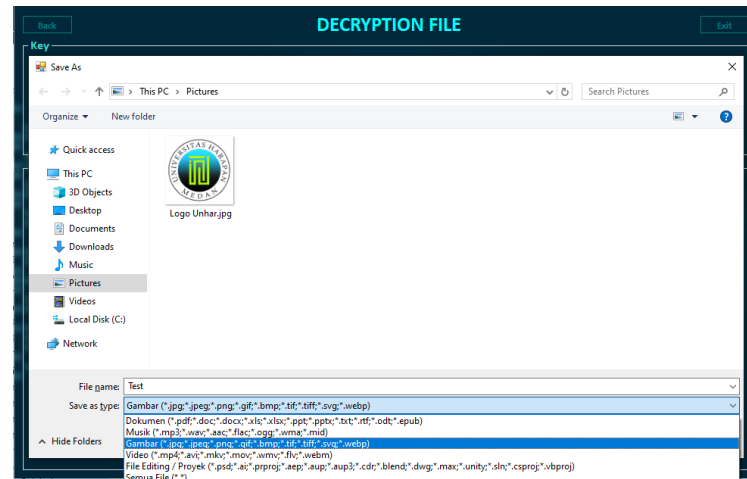 Back
DECRYPTION FILE
Exit
Key
Save As
This PC > Pictures
Search Pictures
Organize
New folder
Quick access
This PC
3D Objects
Desktop
Documents
Downloads
Music
Pictures
Videos
Local Disk (C:)
Network
UNIVERSITAS HARAPAN
MEDAN
Logo Unhar.jpg
File name: Test
Save as type: Gambar (*.jpg;*.jpeg;*.png;*.gif;*.bmp;*.tif;*.tiff;*.svg;*.webp)
Dokumen (*.pdf;*.doc;*.docx;*.xls;*.xlsx;*.ppt;*.pptx;*.txt;*.rtf;*.odt;*.epub)
Musik (*.mp3;*.wav;*.aac;*.flac;*.ogg;*.wma;*.mid)
Gambar (*.jpg;*.jpeg;*.png;*.gif;*.bmp;*.tif;*.tiff;*.svg;*.webp)
Video (*.mp4;*.avi;*.mkv;*.mov;*.wmv;*.flv;*.webm)
File Editing / Proyek (*.psd;*.ai;*.prproj;*.aep;*.aup;*.aup3;*.cdr;*.blend;*.dwg;*.max;*.unity;*.sln;*.csproj;*.vbproj)
Semua File (*.*)
Hide Folders